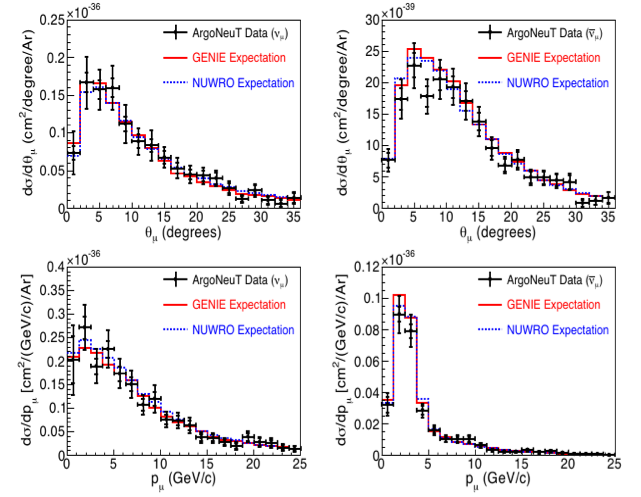 ×10⁻³⁶
0.25
0.2
0.15
0.1
0.05
0
ArgoNeuT Data (νμ)
GENIE Expectation
NUWRO Expectation
dσ/dθμ (cm²/degree/Ar)
0 5 10 15 20 25 30 35
θμ (degrees)
×10⁻³⁹
30
25
20
15
10
5
0
ArgoNeuT Data (ν̅μ)
GENIE Expectation
NUWRO Expectation
dσ/dθμ (cm²/degree/Ar)
0 5 10 15 20 25 30 35
θμ (degrees)
×10⁻³⁶
0.4
0.35
0.3
0.25
0.2
0.15
0.1
0.05
0
ArgoNeuT Data (νμ)
GENIE Expectation
NUWRO Expectation
dσ/dpμ [cm²/(GeV/c)/Ar]
0 5 10 15 20 25
pμ (GeV/c)
×10⁻³⁶
0.12
0.1
0.08
0.06
0.04
0.02
0
ArgoNeuT Data (ν̅μ)
GENIE Expectation
NUWRO Expectation
dσ/dpμ [cm²/(GeV/c)/Ar]
0 5 10 15 20 25
pμ (GeV/c)